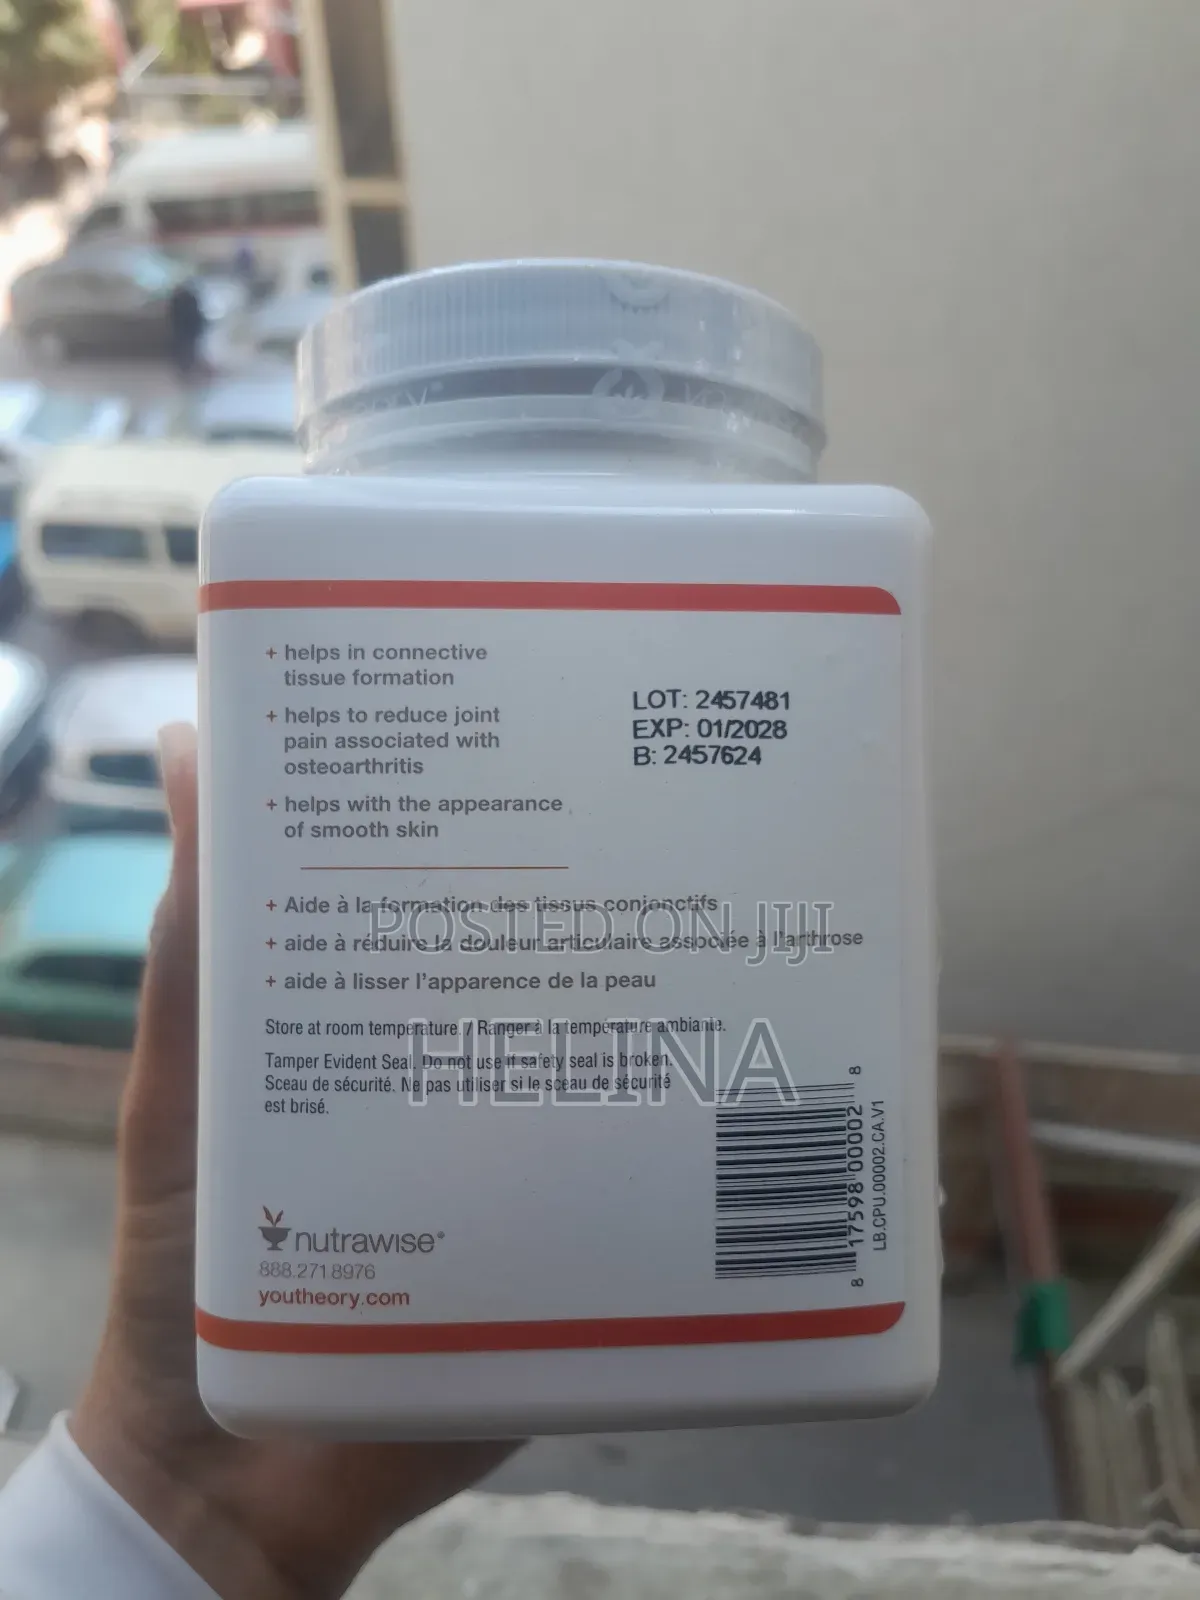 + helps in connective
tissue formation
+ helps to reduce joint
pain associated with
osteoarthritis
+ helps with the appearance
of smooth skin
LOT: 2457481
EXP: 01/2028
B: 2457624
+ Aide à la formation des tissus conjonctifs
+ aide à réduire la douleur articulaire associée à l'arthrose
+ aide à lisser l'apparence de la peau
POSTED ON JIJI
HELINA
Store at room temperature. / Ranger à la température ambiante.
Tamper Evident Seal. Do not use if safety seal is broken.
Sceau de sécurité. Ne pas utiliser si le sceau de sécurité
est brisé.
nutrawise®
888.271.8976
youtheory.com
8 17598 00002 8
LB.CPU.00002.CA.V1